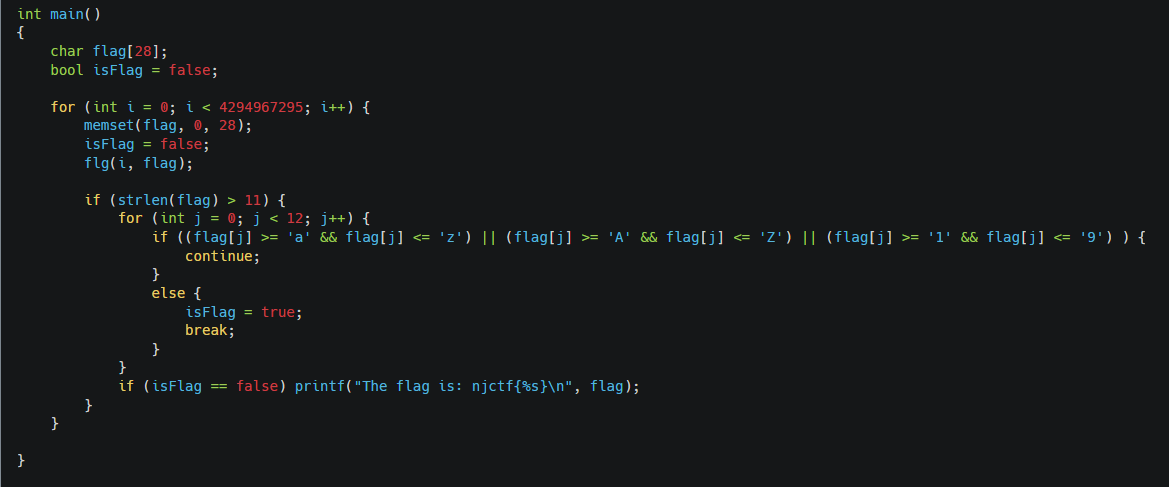 int main()
{
    char flag[28];
    bool isFlag = false;

    for (int i = 0; i < 4294967295; i++) {
        memset(flag, 0, 28);
        isFlag = false;
        flg(i, flag);

        if (strlen(flag) > 11) {
            for (int j = 0; j < 12; j++) {
                if ((flag[j] >= 'a' && flag[j] <= 'z') || (flag[j] >= 'A' && flag[j] <= 'Z') || (flag[j] >= '1' && flag[j] <= '9') ) {
                    continue;
                }
                else {
                    isFlag = true;
                    break;
                }
            }
            if (isFlag == false) printf("The flag is: njctf{%s}\n", flag);
        }
    }

}